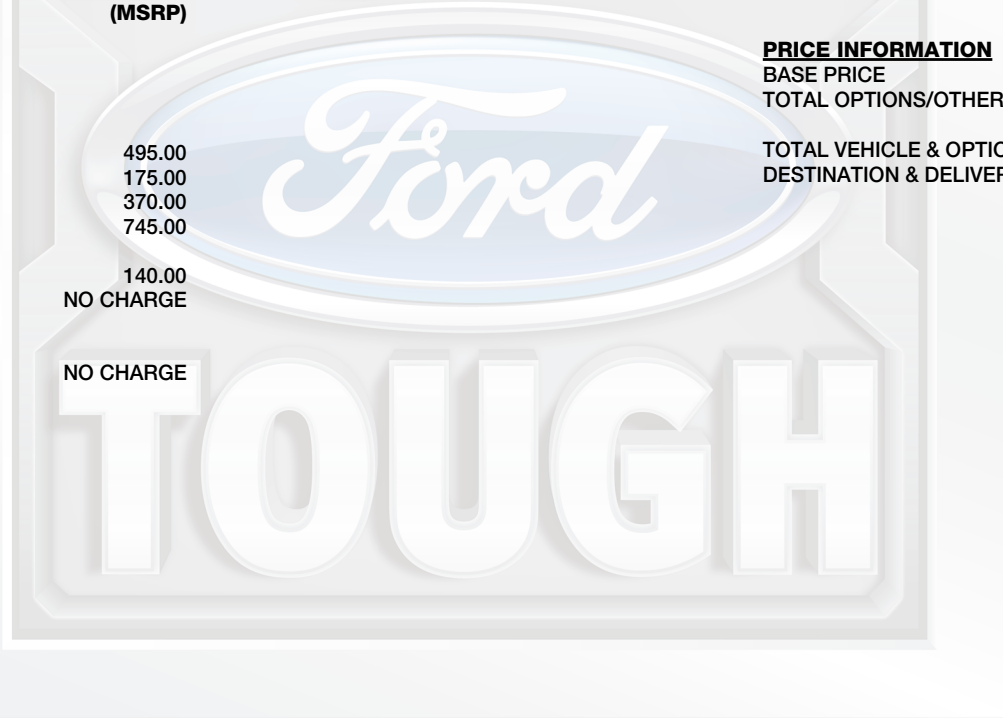 (MSRP)
495.00
175.00
370.00
745.00
140.00
NO CHARGE
NO CHARGE
PRICE INFORMATION
BASE PRICE
TOTAL OPTIONS/OTHER
TOTAL VEHICLE & OPTIO
DESTINATION & DELIVER
Ford
TOUGH